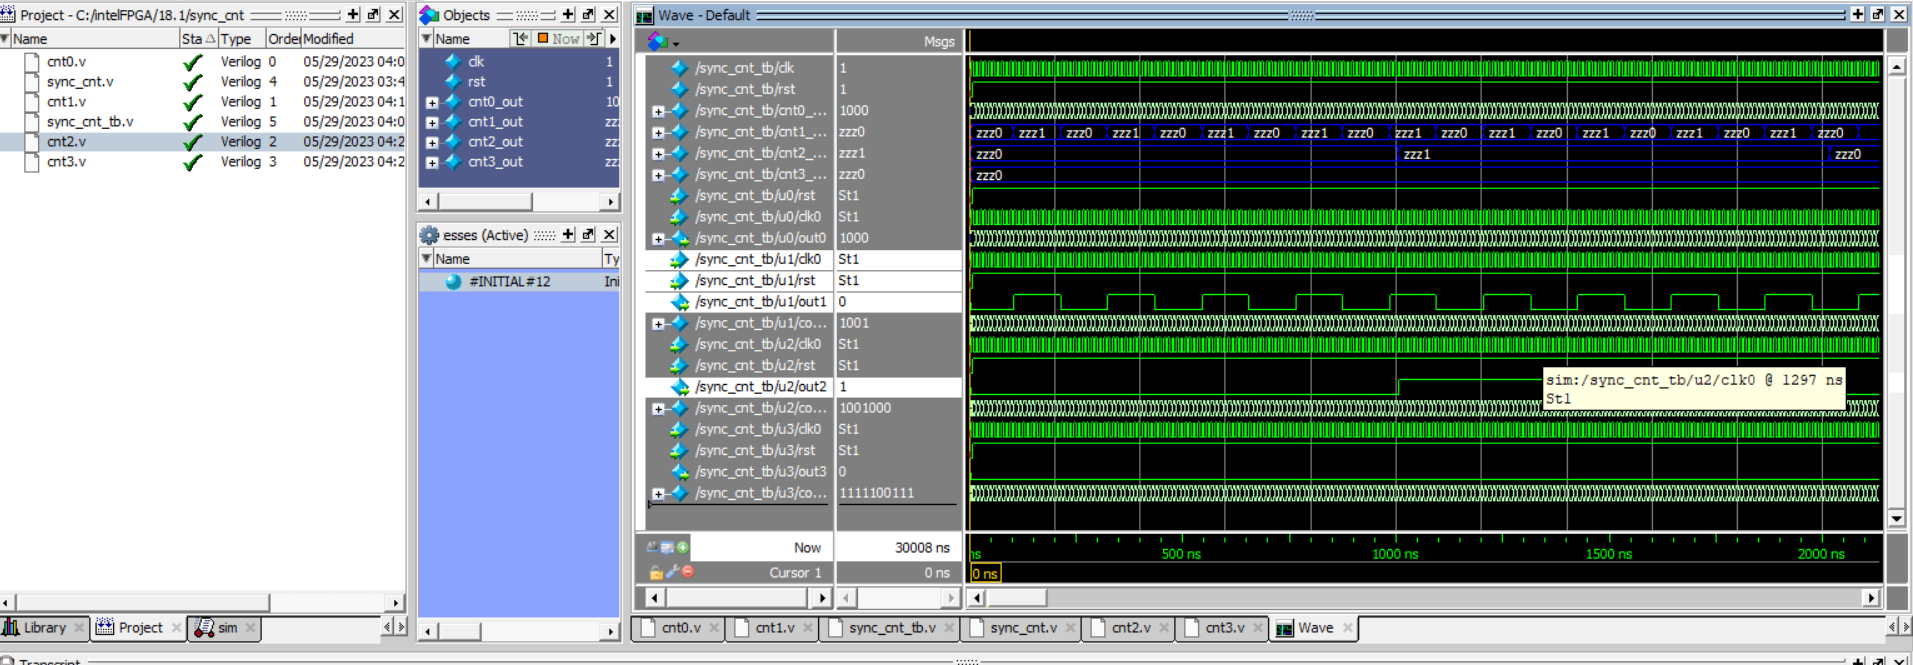 Project - C:/intelFPGA/18.1/sync_cnt
Name Sta Type Order Modified
cnt0.v Verilog 0 05/29/2023 04:0
sync_cnt.v Verilog 4 05/29/2023 03:4
cnt1.v Verilog 1 05/29/2023 04:1
sync_cnt_tb.v Verilog 5 05/29/2023 04:0
cnt2.v Verilog 2 05/29/2023 04:2
cnt3.v Verilog 3 05/29/2023 04:2
Library
Project
sim
Objects
Name Now
clk 1
rst 1
cnt0_out 10
cnt1_out zz
cnt2_out zz
cnt3_out zz
esses (Active)
Name Ty
#INITIAL#12 Ini
Wave - Default
Msgs
/sync_cnt_tb/clk 1
/sync_cnt_tb/rst 1
/sync_cnt_tb/cnt0_... 1000
/sync_cnt_tb/cnt1_... zzz0 zzz0 zzz1 zzz0 zzz1 zzz0 zzz1 zzz0 zzz1 zzz0 zzz1 zzz0 zzz1 zzz0 zzz1 zzz0 zzz1 zzz0 zzz1 zzz0
/sync_cnt_tb/cnt2_... zzz1 zzz0 zzz1 zzz0
/sync_cnt_tb/cnt3_... zzz0 zzz0
/sync_cnt_tb/u0/rst St1
/sync_cnt_tb/u0/clk0 St1
/sync_cnt_tb/u0/out0 1000
/sync_cnt_tb/u1/clk0 St1
/sync_cnt_tb/u1/rst St1
/sync_cnt_tb/u1/out1 0
/sync_cnt_tb/u1/co... 1001
/sync_cnt_tb/u2/clk0 St1
/sync_cnt_tb/u2/rst St1
/sync_cnt_tb/u2/out2 1
sim:/sync_cnt_tb/u2/clk0 @ 1297 ns
St1
/sync_cnt_tb/u2/co... 1001000
/sync_cnt_tb/u3/clk0 St1
/sync_cnt_tb/u3/rst St1
/sync_cnt_tb/u3/out3 0
/sync_cnt_tb/u3/co... 1111100111
Now 30008 ns ns 500 ns 1000 ns 1500 ns 2000 ns
Cursor 1 0 ns 0 ns
cnt0.v cnt1.v sync_cnt_tb.v sync_cnt.v cnt2.v cnt3.v Wave
Transcript